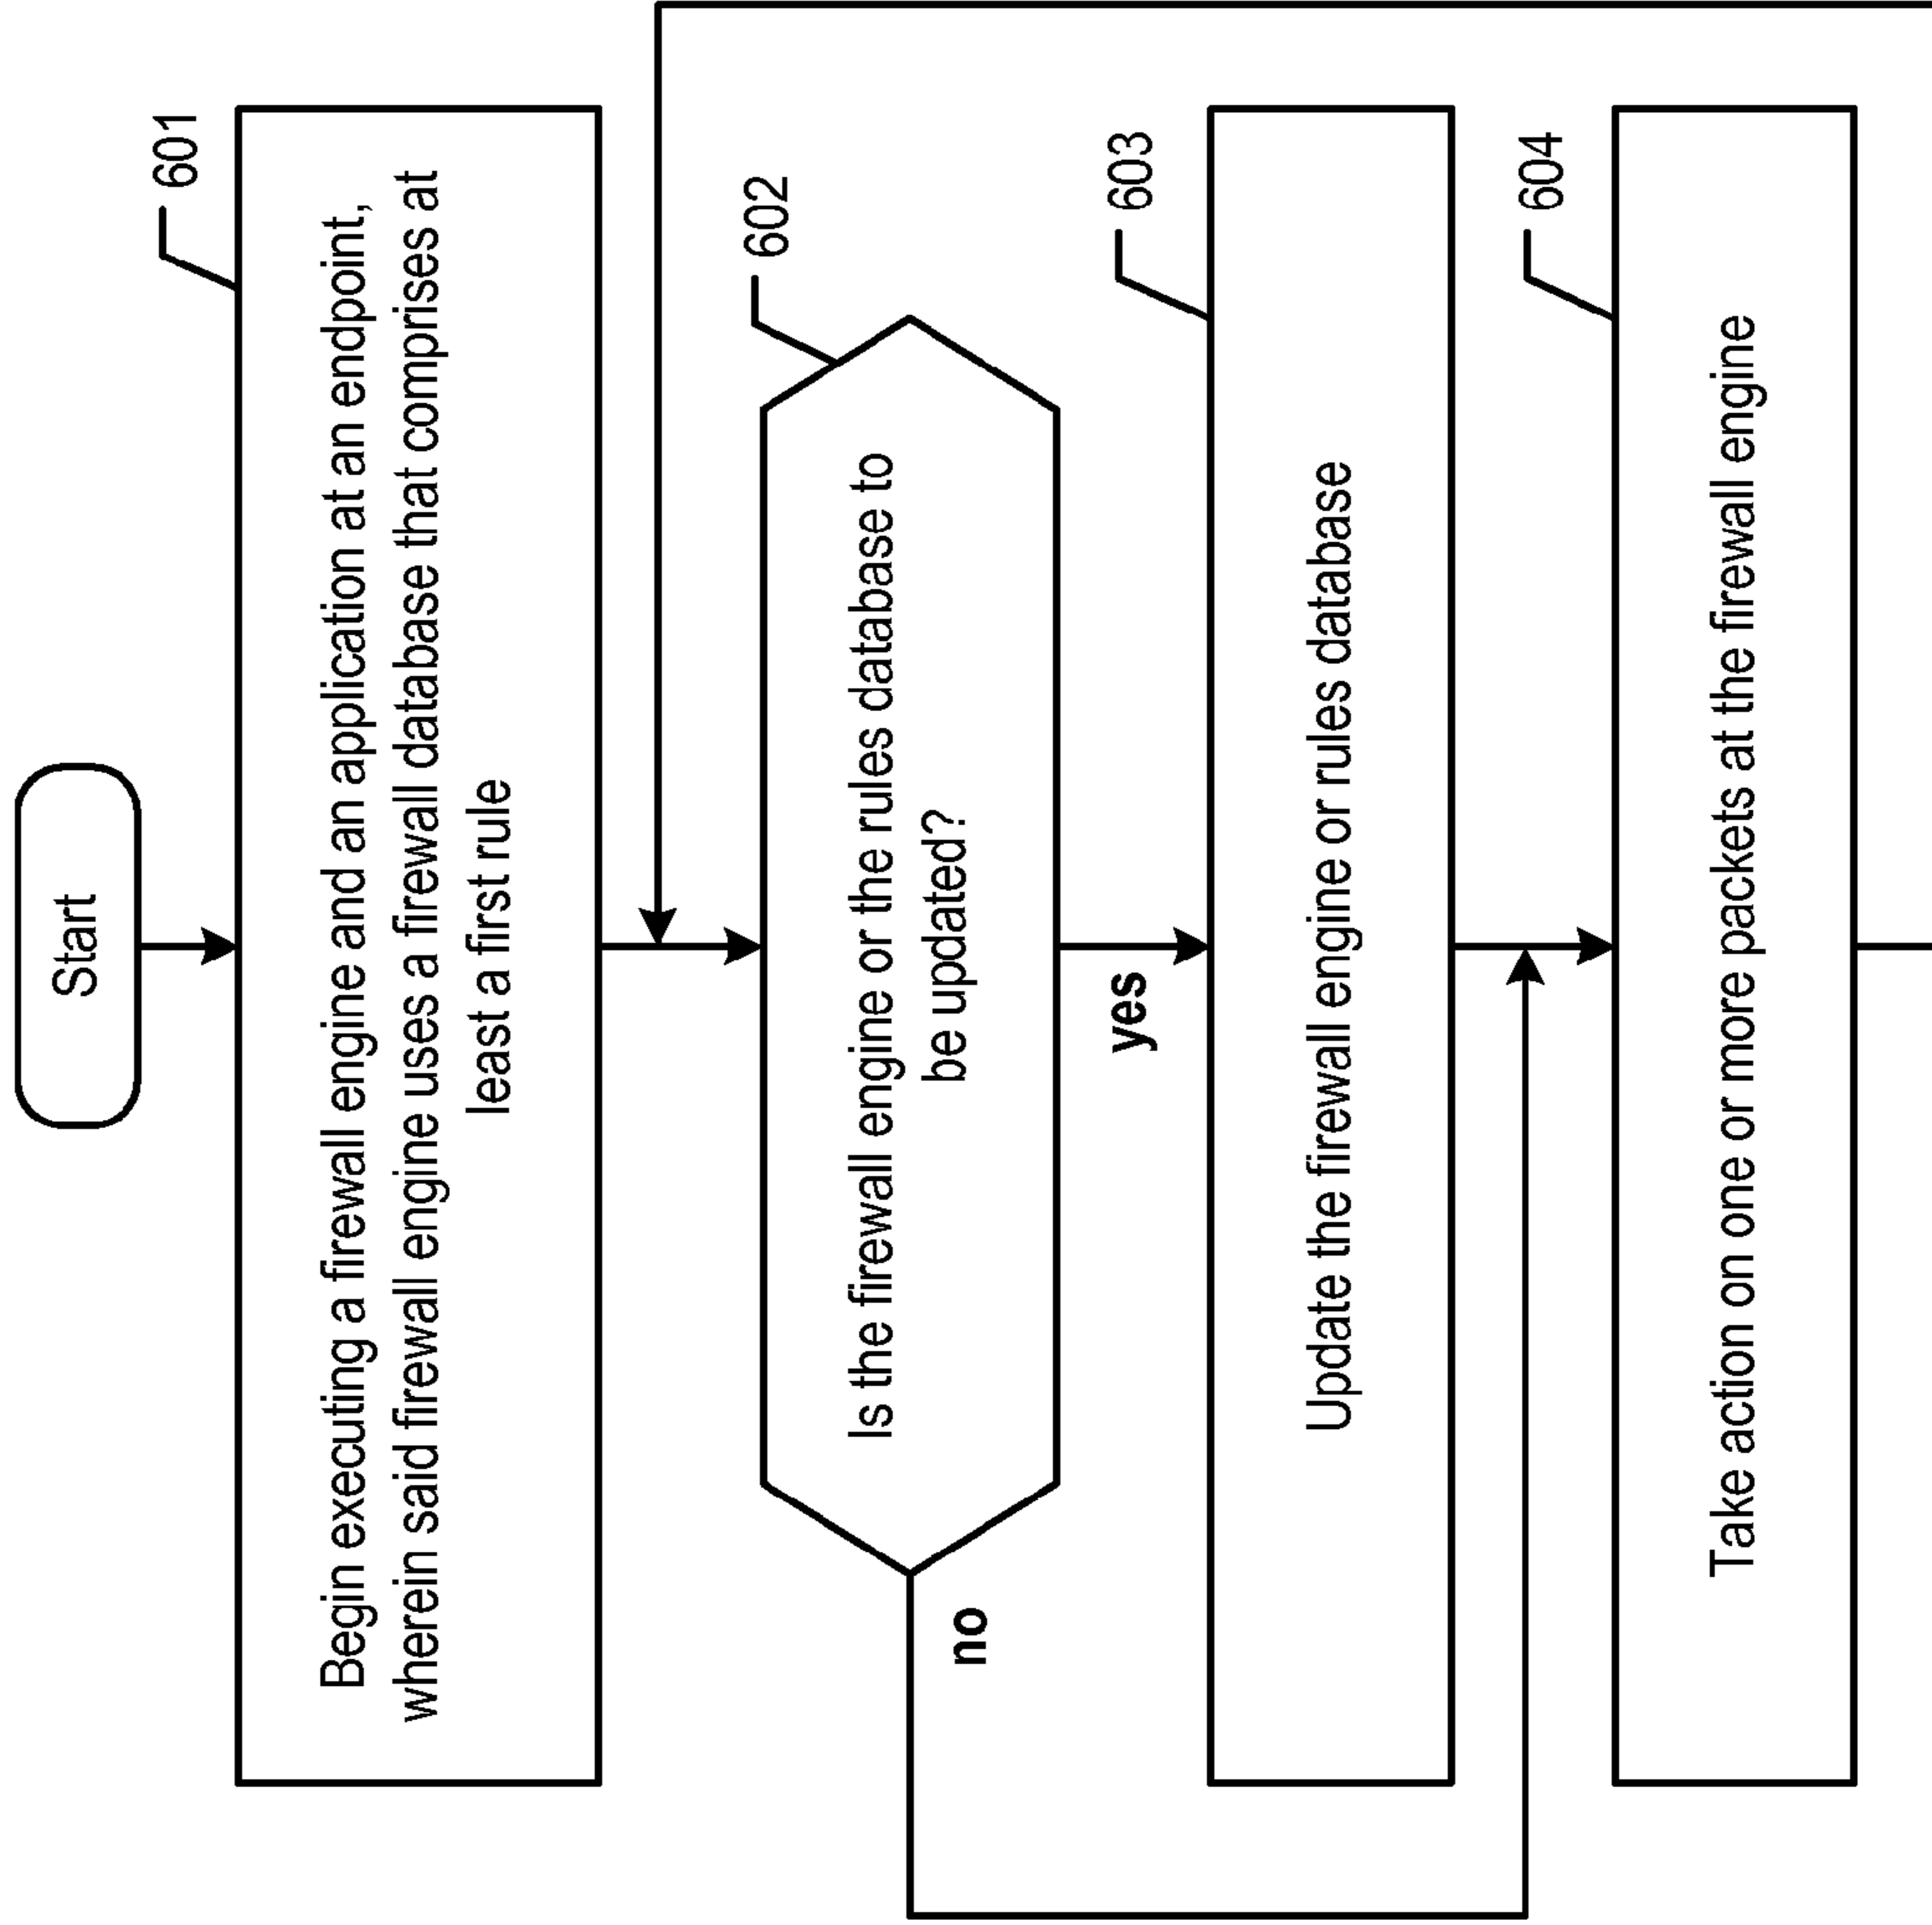 Start
601
Begin executing a firewall engine and an application at an endpoint,
wherein said firewall engine uses a firewall database that comprises at
least a first rule
602
Is the firewall engine or the rules database to
be updated?
no
yes
603
Update the firewall engine or rules database
604
Take action on one or more packets at the firewall engine